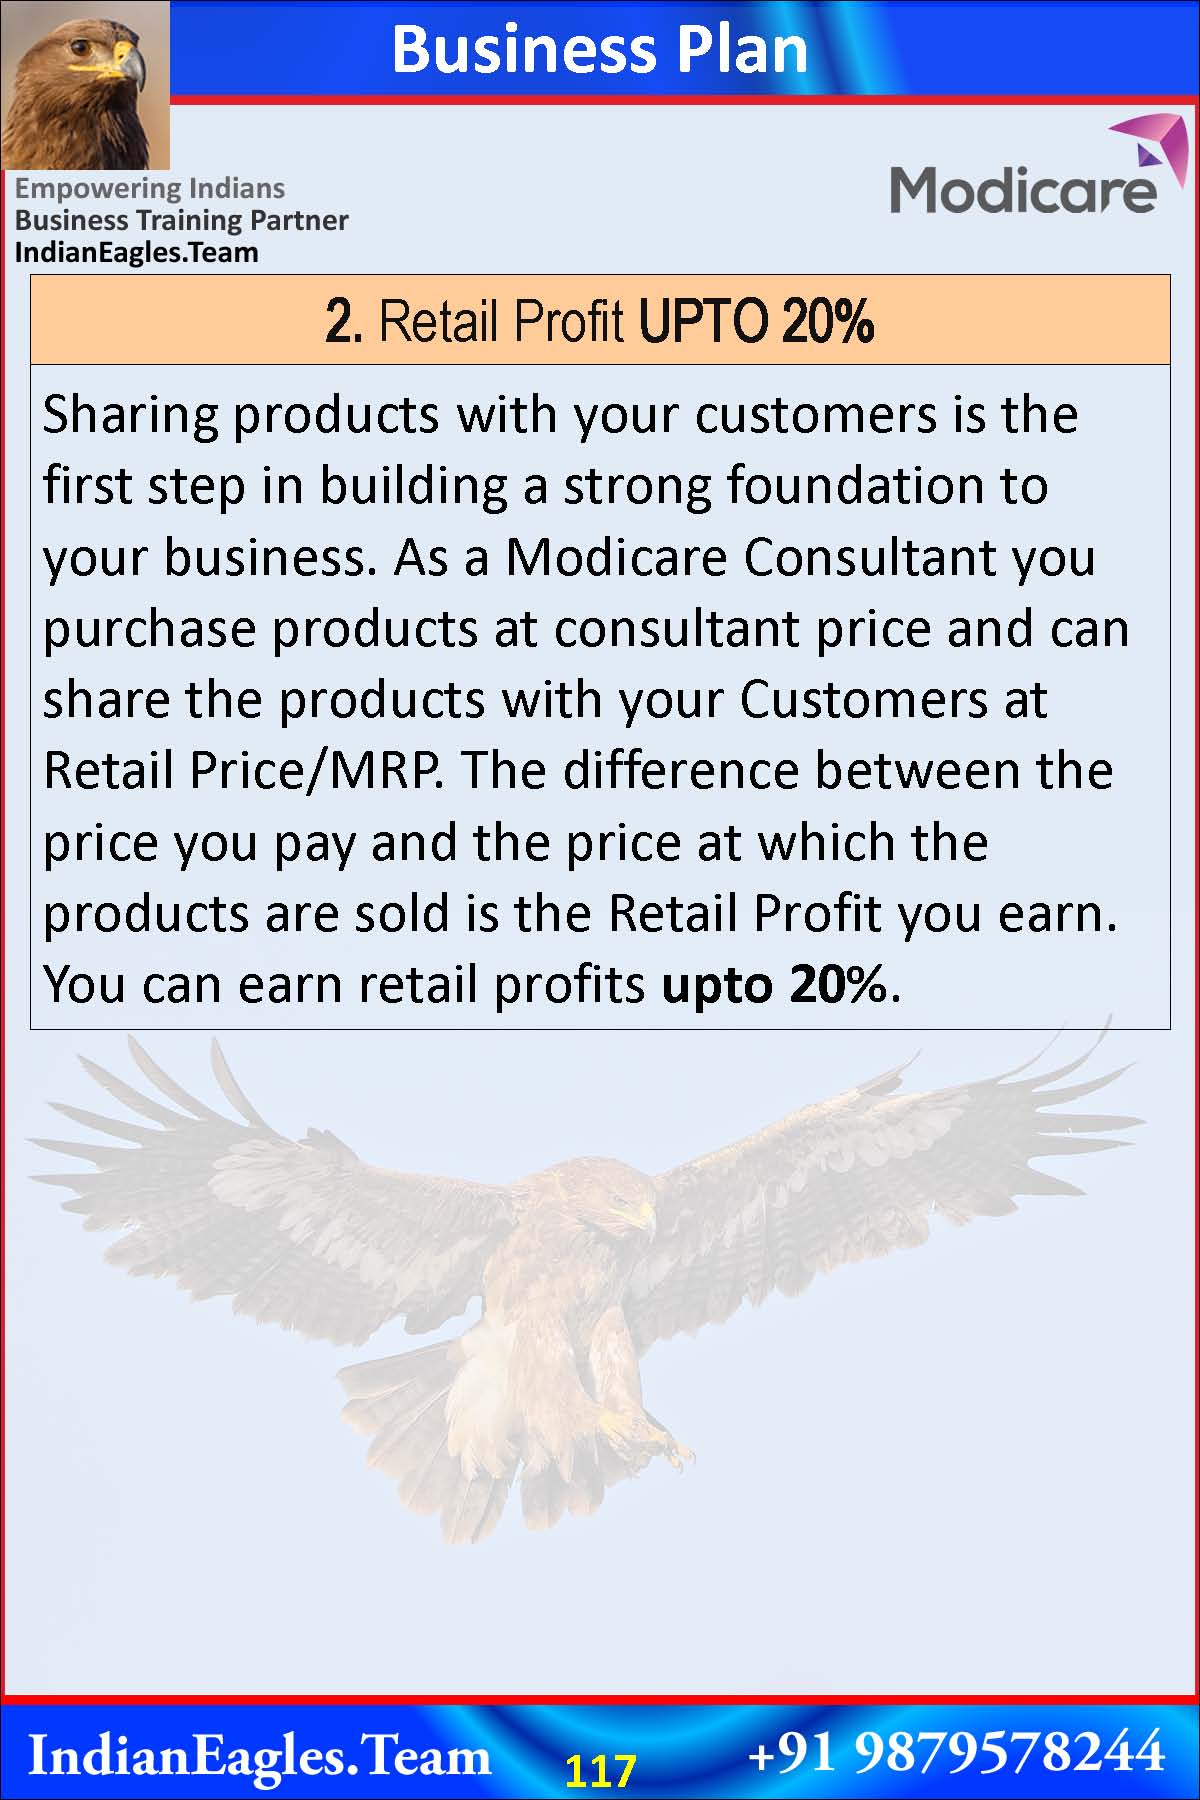 Business Plan
Modicare
Empowering Indians
Business Training Partner
IndianEagles.Team
2. Retail Profit UPTO 20%
Sharing products with your customers is the
first step in building a strong foundation to
your business. As a Modicare Consultant you
purchase products at consultant price and can
share the products with your Customers at
Retail Price/MRP. The difference between the
price you pay and the price at which the
products are sold is the Retail Profit you earn.
You can earn retail profits upto 20%.
IndianEagles.Team
117
+91 9879578244